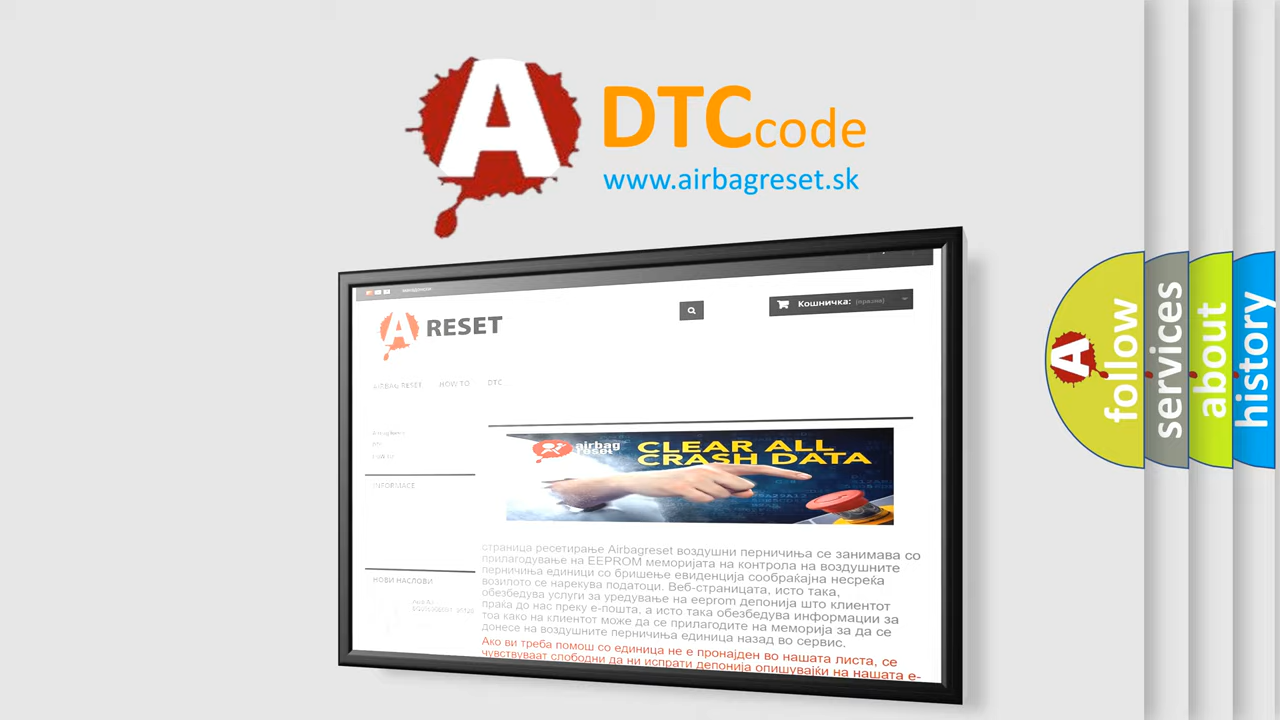 A
DTC code
www.airbagreset.sk
A RESET
Кошничка: (празна)
AIRBAG RESET HOW TO DTC
INFORMACE
НОВИ НАСЛОВИ
airbag
reset
CLEAR ALL
CRASH DATA
страница ресетирање Airbagreset воздушни перничиња се занимава со
прилагодување на EEPROM меморијата на контрола на воздушните
перничиња единици со бришење евиденција сообраќајна несреќа
возилото се нарекува податоци. Веб-страницата, исто така,
обезбедува услуги за уредување на eeprom депонија што клиентот
праќа до нас преку е-пошта, а исто така обезбедува информации за
тоа како на клиентот може да се прилагодите на меморија за да се
донесе на воздушните перничиња единица назад во сервис.
Ако ви треба помош со единица не е пронајден во нашата листа, се
чувствуваат слободни да ни испрати депонија опишувајќи на нашата е-
A
follow
services
about
history